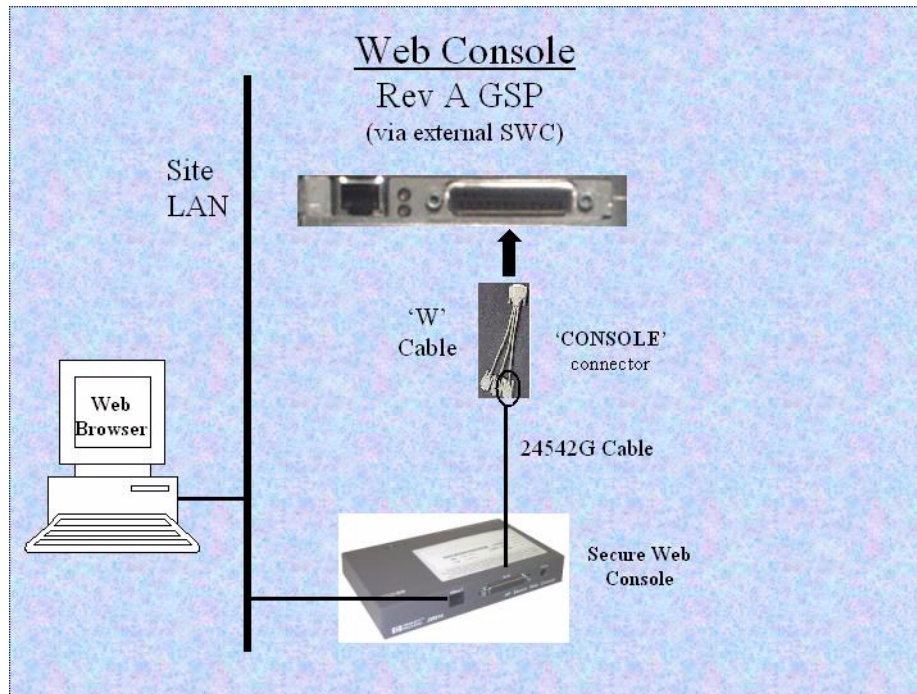 Web Console
Rev A GSP
(via external SWC)
Site
LAN
‘W’
Cable
‘CONSOLE’
connector
Web
Browser
24542G Cable
Secure Web
Console